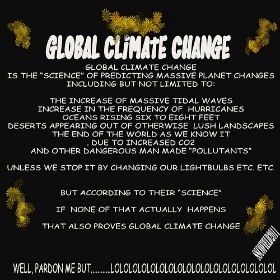 GLOBAL CLIMATE CHANGE
GLOBAL CLIMATE CHANGE
IS THE "SCIENCE" OF PREDICTING MASSIVE PLANET CHANGES
INCLUDING BUT NOT LIMITED TO:
THE INCREASE OF MASSIVE TIDAL WAVES
INCREASE IN THE FREQUENCY OF HURRICANES
OCEANS RISING SIX TO EIGHT FEET
DESERTS APPEARING OUT OF OTHERWISE LUSH LANDSCAPES
THE END OF THE WORLD AS WE KNOW IT
, DUE TO INCREASED CO2
AND OTHER DANGEROUS MAN MADE "POLLUTANTS"
UNLESS WE STOP IT BY CHANGING OUR LIGHTBULBS ETC. ETC.
BUT ACCORDING TO THEIR "SCIENCE"
IF NONE OF THAT ACTUALLY HAPPENS
THAT ALSO PROVES GLOBAL CLIMATE CHANGE
WELL, PARDON ME BUT.........LOLOLOLOLOLOLOLOLOLOLOLOLOLOLOLOLOLOL